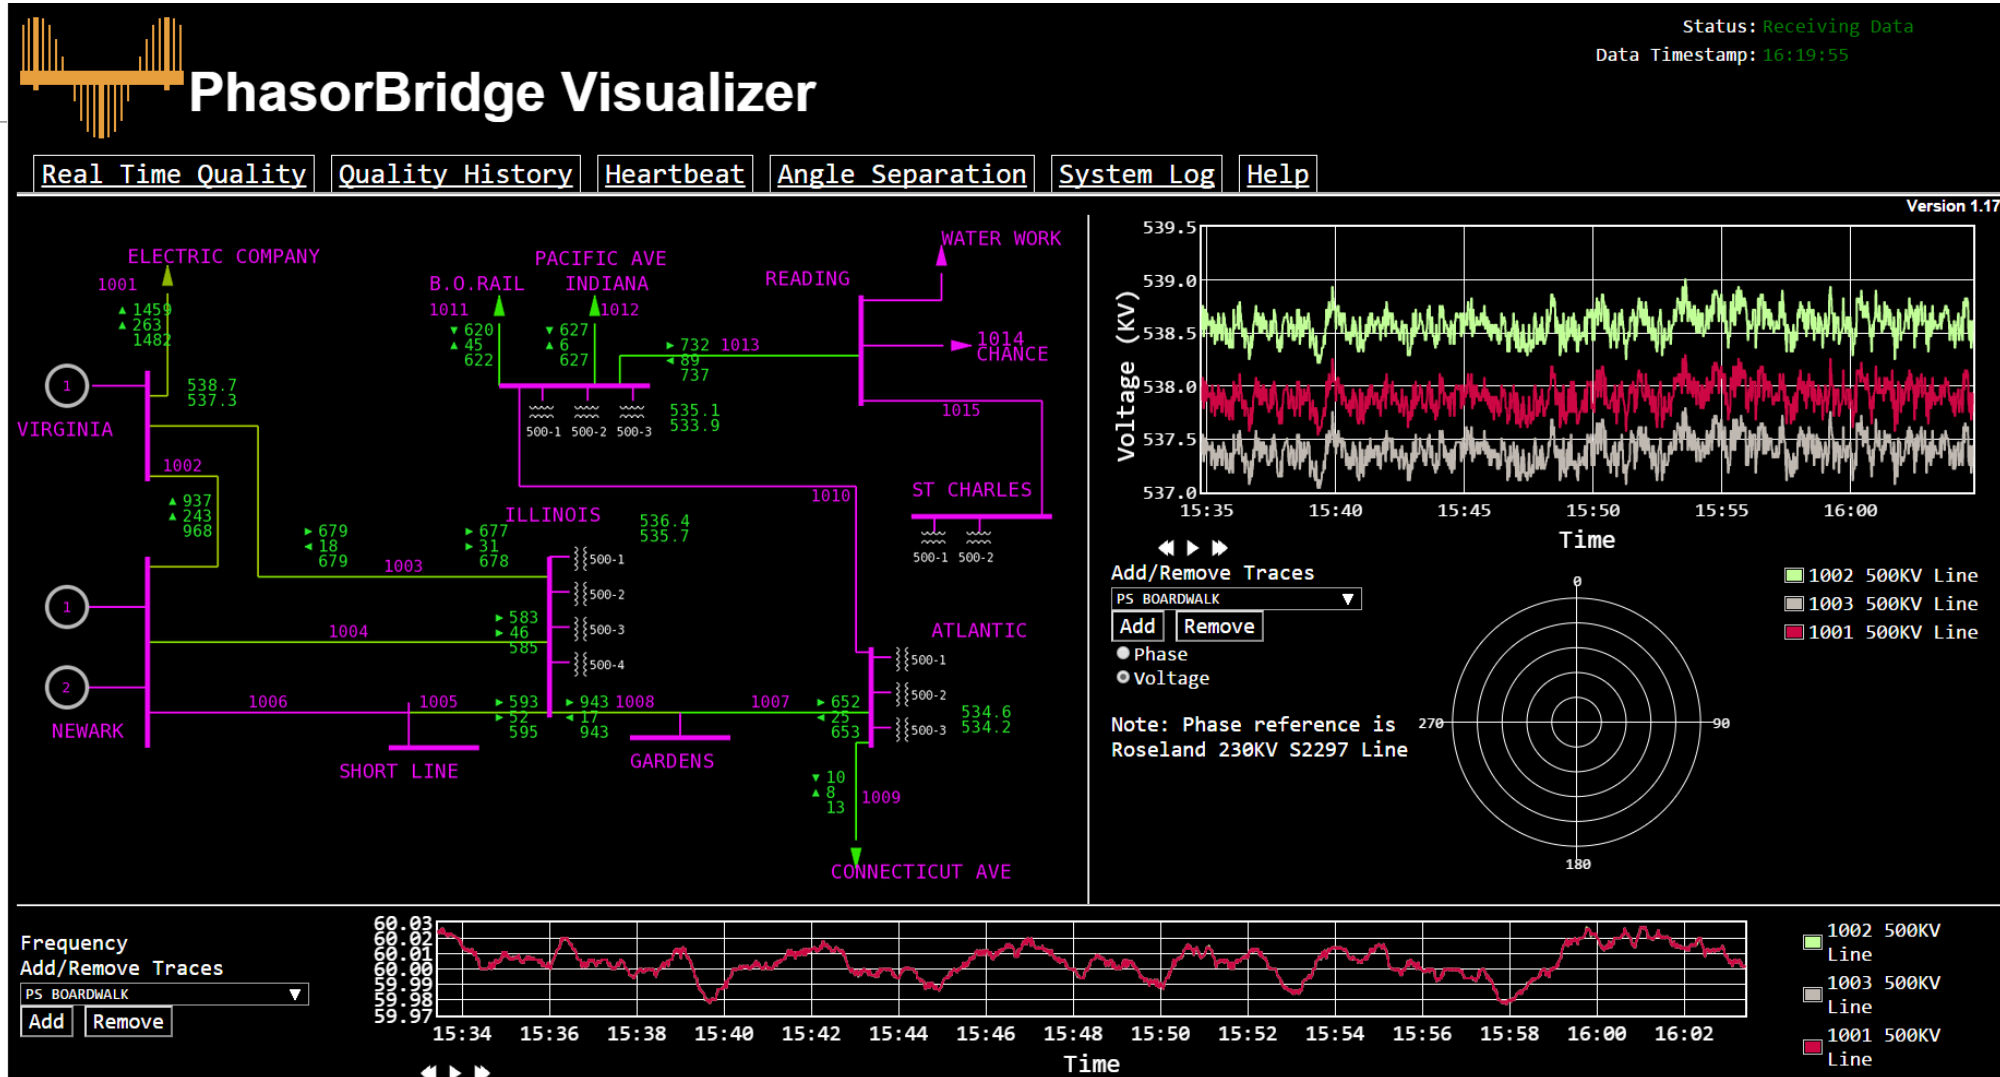 Status: Receiving Data
Data Timestamp: 16:19:55
PhasorBridge Visualizer
Real Time Quality
Quality History
Heartbeat
Angle Separation
System Log
Help
Version 1.17
ELECTRIC COMPANY
1001
▲ 1459
▲ 263
1482
1
VIRGINIA
538.7
537.3
1002
▲ 937
▲ 243
968
B.O.RAIL
1011
▼ 620
▲ 45
622
PACIFIC AVE
INDIANA
1012
▼ 627
▲ 6
627
► 732
◄ 89
737
1013
500-1 500-2 500-3
535.1
533.9
READING
WATER WORK
1014
CHANCE
1015
1010
ST CHARLES
500-1 500-2
ILLINOIS
536.4
535.7
► 679
◄ 18
679
► 677
► 31
678
1003
500-1
500-2
500-3
500-4
1
1004
► 583
► 46
585
2
NEWARK
1006
1005
► 593
► 52
595
► 943
◄ 17
943
1008
1007
► 652
◄ 25
653
SHORT LINE
GARDENS
ATLANTIC
500-1
500-2
500-3
534.6
534.2
▼ 10
▲ 8
13
1009
CONNECTICUT AVE
Voltage (KV)
539.5
539.0
538.5
538.0
537.5
537.0
15:35 15:40 15:45 15:50 15:55 16:00
Time
Add/Remove Traces
PS BOARDWALK
Add Remove
Phase
Voltage
Note: Phase reference is
Roseland 230KV S2297 Line
0
90
180
270
1002 500KV Line
1003 500KV Line
1001 500KV Line
Frequency
Add/Remove Traces
PS BOARDWALK
Add Remove
60.03
60.02
60.01
60.00
59.99
59.98
59.97
15:34 15:36 15:38 15:40 15:42 15:44 15:46 15:48 15:50 15:52 15:54 15:56 15:58 16:00 16:02
Time
1002 500KV
Line
1003 500KV
Line
1001 500KV
Line